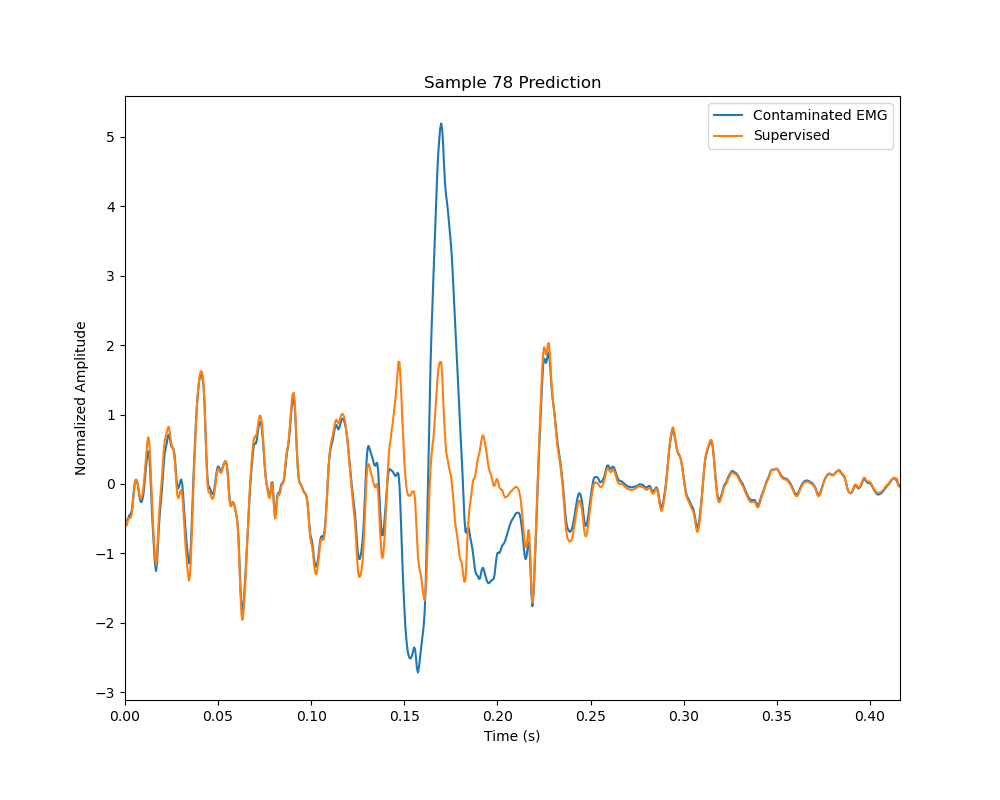 Sample 78 Prediction
Contaminated EMG
Supervised
Normalized Amplitude
5
4
3
2
1
0
−1
−2
−3
0.00 0.05 0.10 0.15 0.20 0.25 0.30 0.35 0.40
Time (s)